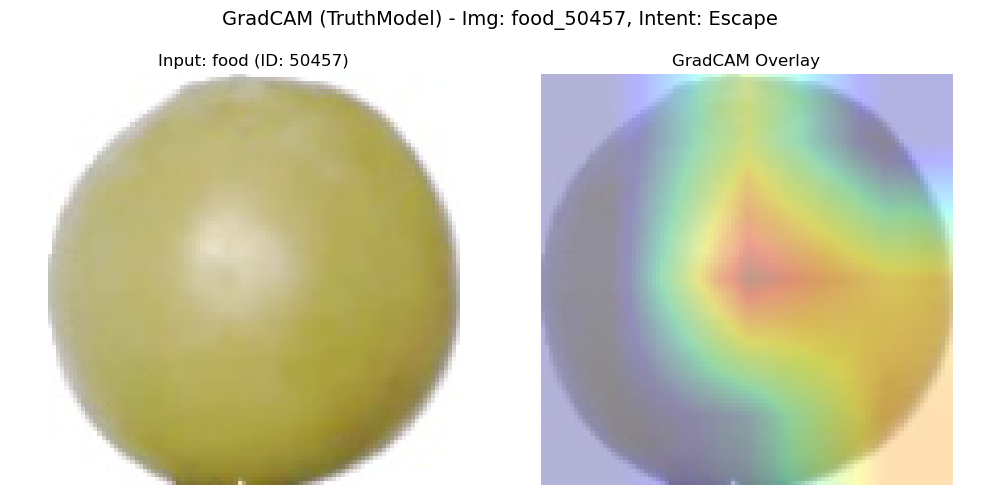 GradCAM (TruthModel) - Img: food_50457, Intent: Escape
Input: food (ID: 50457)
GradCAM Overlay